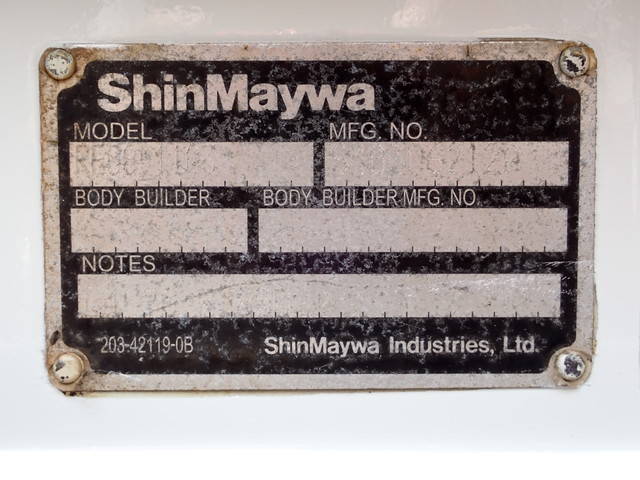 ShinMaywa
MODEL MFG. NO.
BODY BUILDER BODY BUILDER MFG. NO.
NOTES
203-42119-0B ShinMaywa Industries, Ltd.